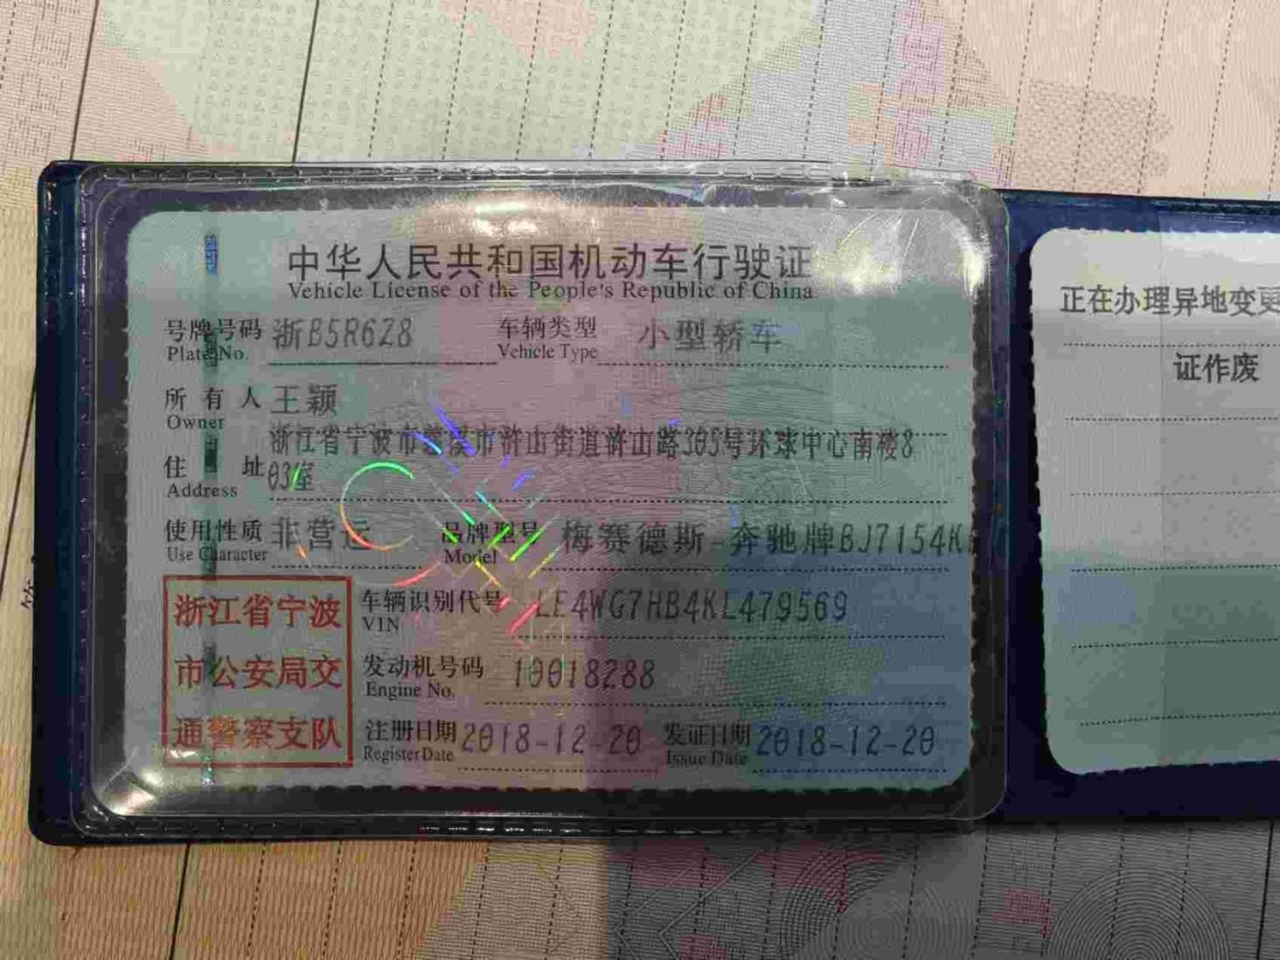 中华人民共和国机动车行驶证
Vehicle License of the People's Republic of China
号牌号码 浙B5R6Z8 车辆类型 小型轿车
Plate No. Vehicle Type
所有人 王颖
Owner
浙江省宁波市慈溪市浒山街道浒山路305号环球中心南楼8
住址 03室
Address
使用性质 非营运 品牌型号 梅赛德斯-奔驰牌BJ7154K
Use Character Model
浙江省宁波
市公安局交
通警察支队
车辆识别代号 LE4WG7HB4KL479569
VIN
发动机号码 10018288
Engine No.
注册日期 2018-12-20 发证日期 2018-12-20
Register Date Issue Date
正在办理异地变更
证作废